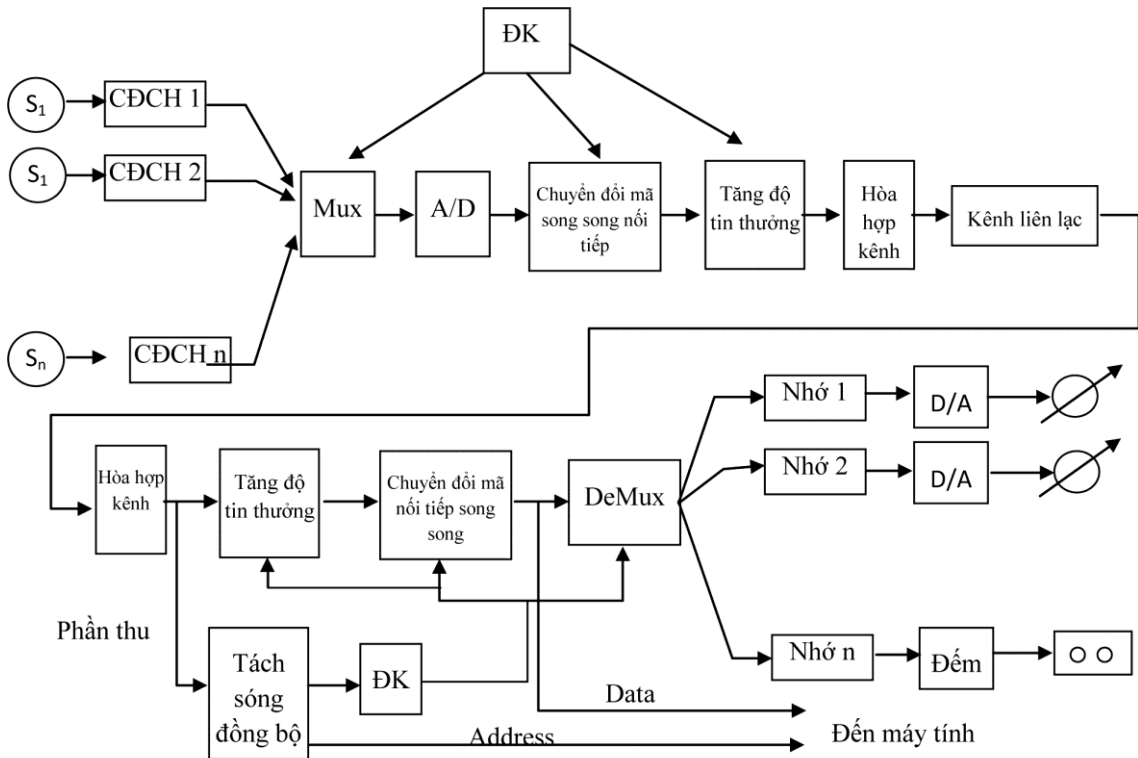 ĐK
S1
CĐCH 1
S1
CĐCH 2
Mux
A/D
Chuyển đổi mã
song song nối
tiếp
Tăng độ
tin thưởng
Hòa
hợp
kênh
Kênh liên lạc
Sn
CĐCH n
Nhớ 1
D/A
Nhớ 2
D/A
Hòa hợp
kênh
Tăng độ
tin thưởng
Chuyển đổi mã
nối tiếp song
song
DeMux
Phần thu
Tách
sóng
đồng bộ
ĐK
Nhớ n
Đếm
Data
Address
Đến máy tính